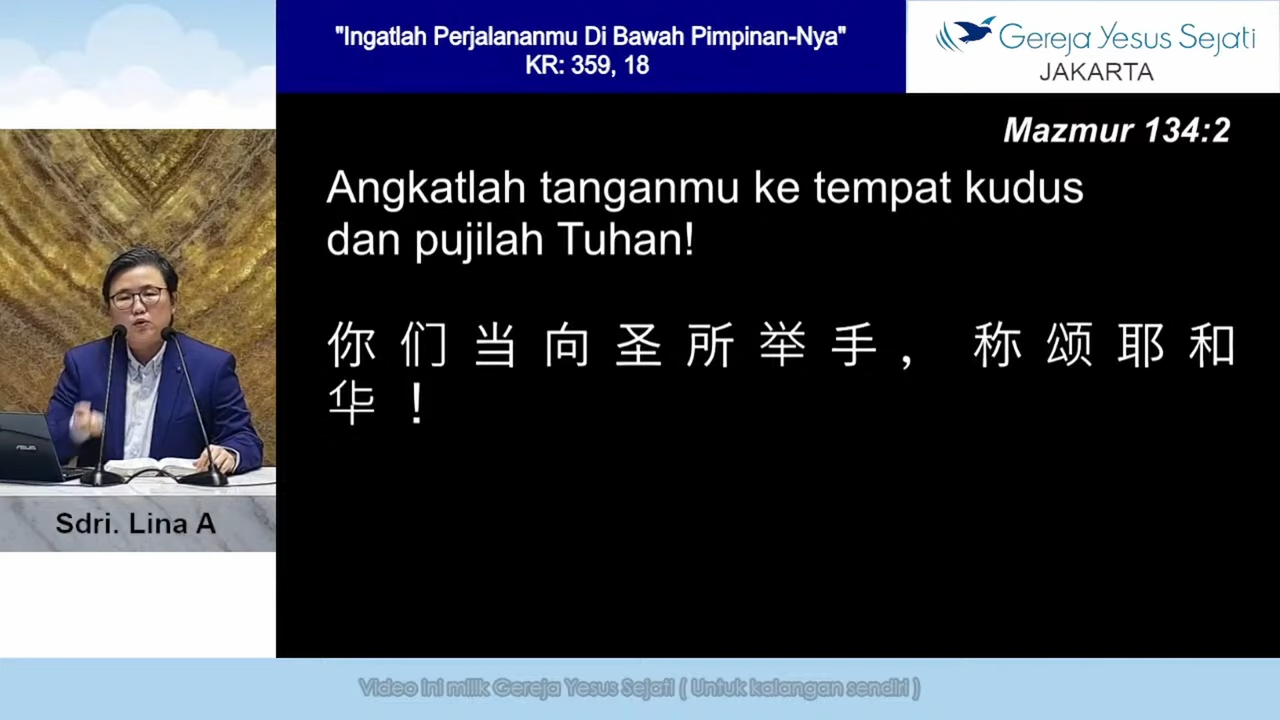 "Ingatlah Perjalananmu Di Bawah Pimpinan-Nya"
KR: 359, 18
Gereja Yesus Sejati
JAKARTA
Mazmur 134:2
Angkatlah tanganmu ke tempat kudus
dan pujilah Tuhan!
你们当向圣所举手，称颂耶和
华！
ASUS
Sdri. Lina A
Video ini milik Gereja Yesus Sejati ( Untuk kalangan sendiri )